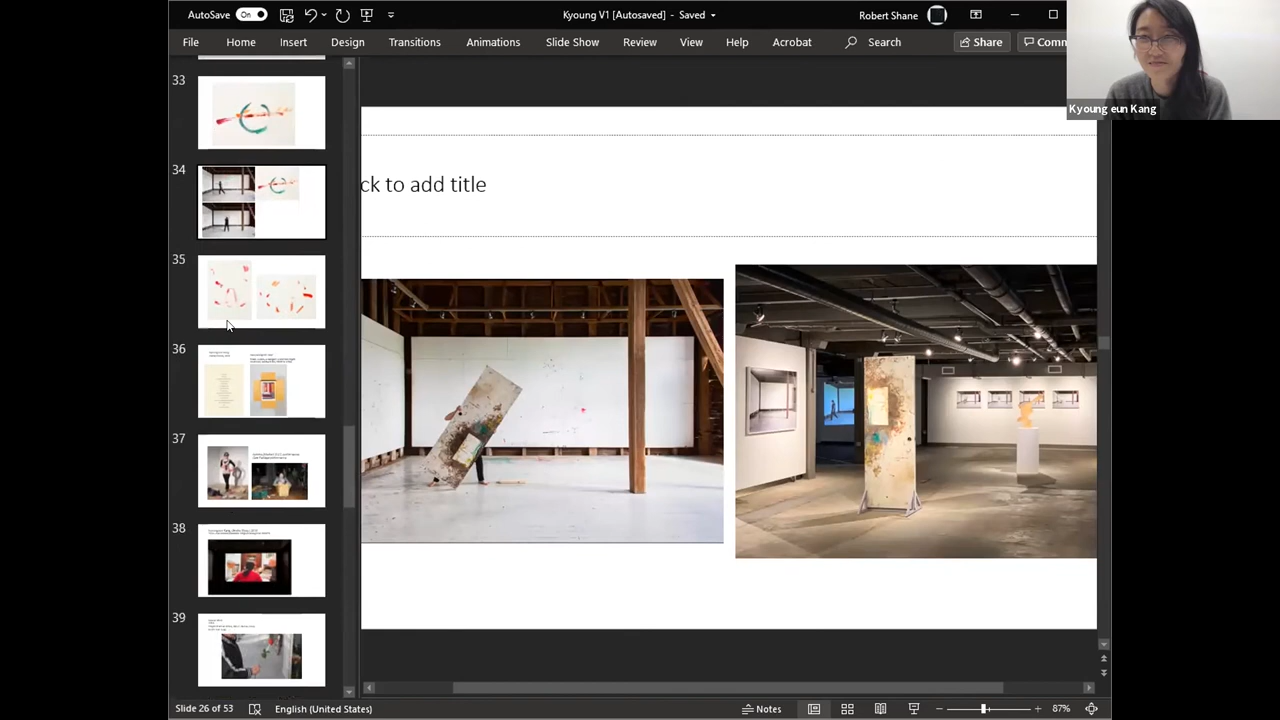 AutoSave
On
Kyoung V1 [Autosaved] - Saved
Robert Shane
File Home Insert Design Transitions Animations Slide Show Review View Help Acrobat Search
Share
Comm
Kyoung eun Kang
33
34
35
36
37
38
39
ck to add title
Slide 26 of 53
English (United States)
Notes
87%